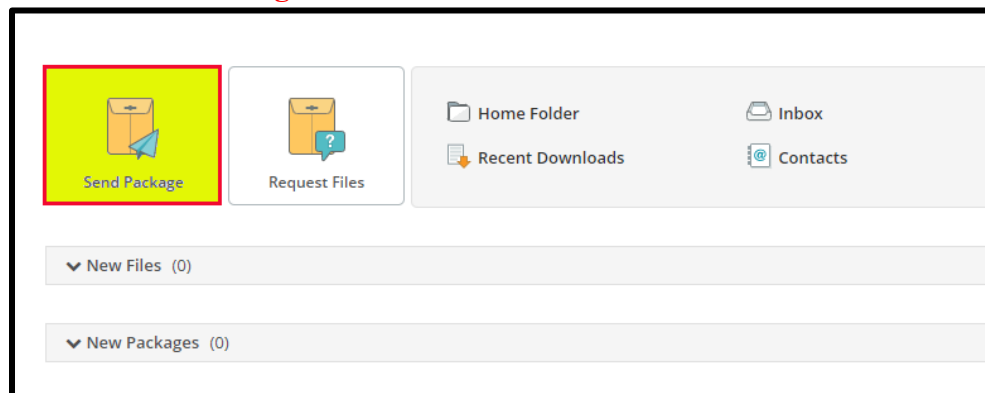 Send Package
Request Files
Home Folder
Inbox
Recent Downloads
Contacts
New Files (0)
New Packages (0)